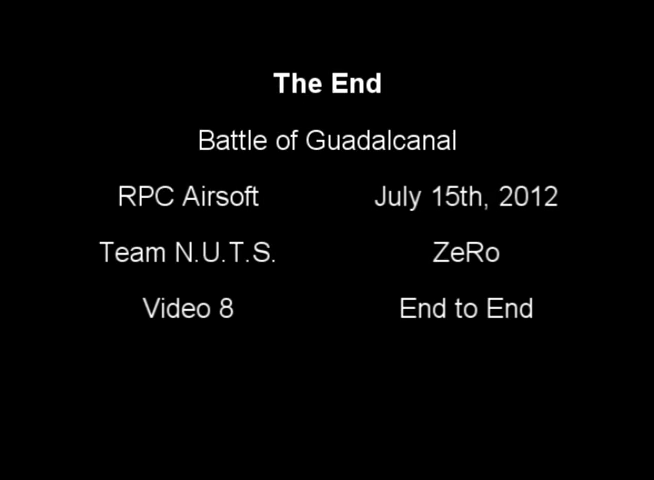 The End
Battle of Guadalcanal
RPC Airsoft July 15th, 2012
Team N.U.T.S. ZeRo
Video 8 End to End